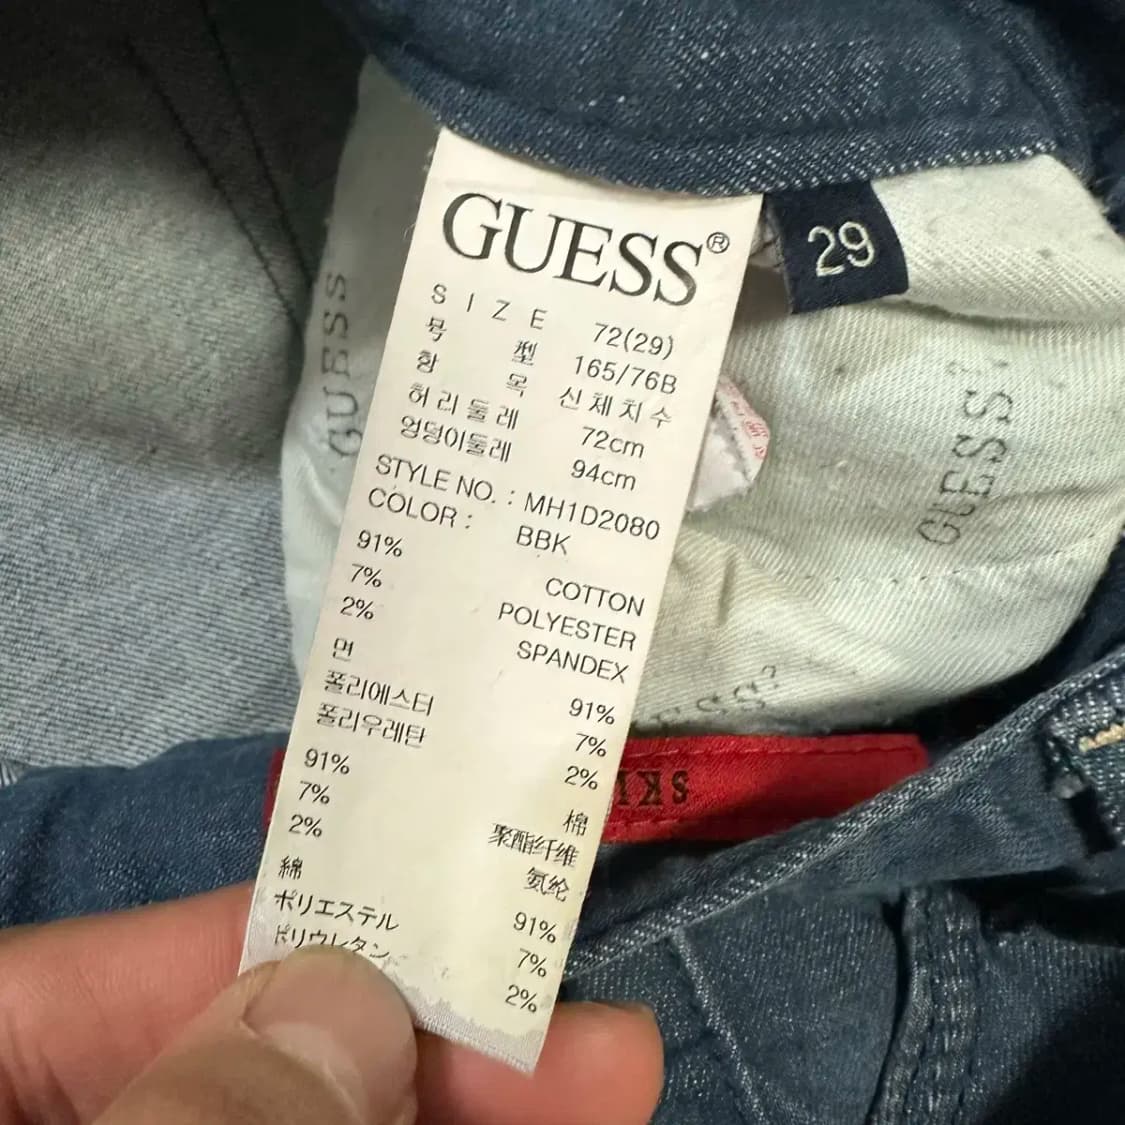 GUESS®
29
SIZE 72(29)
号型 165/76B
항목 신체치수
허리둘레 72cm
엉덩이둘레 94cm
STYLE NO. : MH1D2080
COLOR : BBK
91% COTTON
7% POLYESTER
2% SPANDEX
면 91%
폴리에스터 7%
폴리우레탄 2%
91% 棉
7% 聚酯纤维
2% 氨纶
綿 91%
ポリエステル 7%
ポリウレタン 2%
GUESS
GUESS